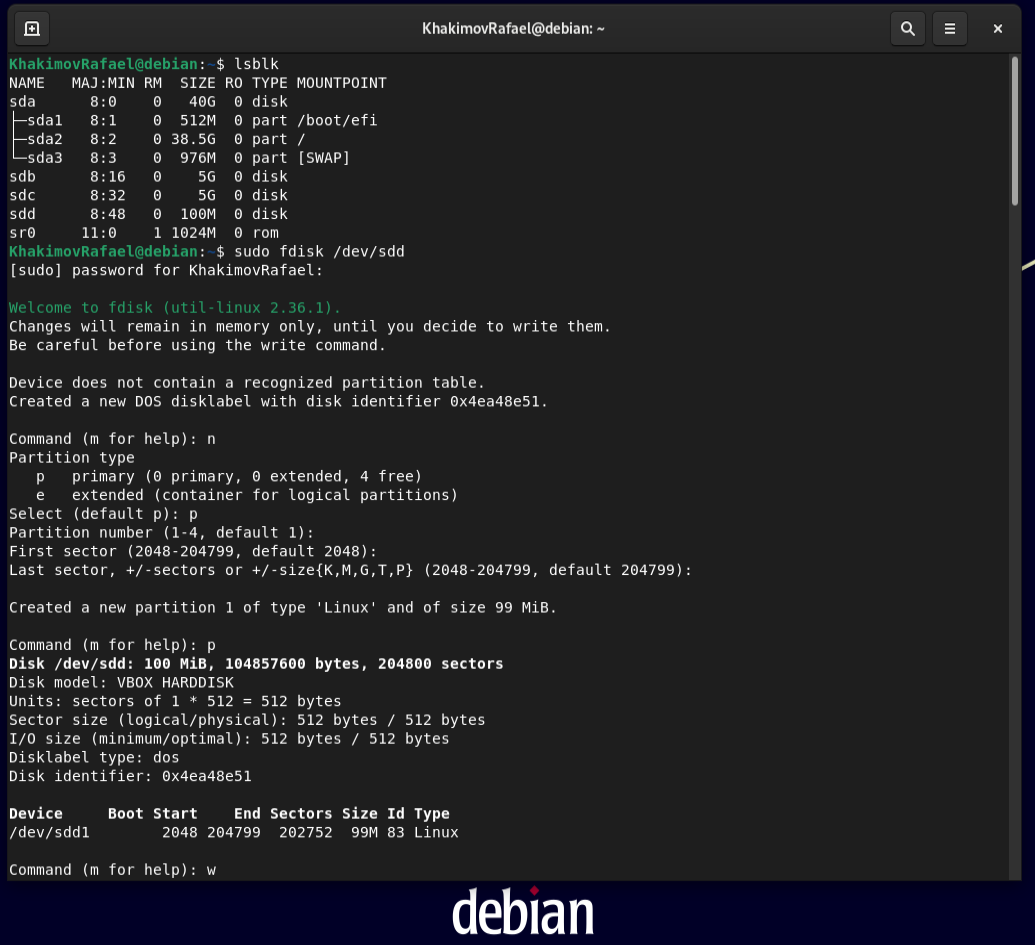 KhakimovRafael@debian: ~
KhakimovRafael@debian:~$ lsblk
NAME   MAJ:MIN RM  SIZE RO TYPE MOUNTPOINT
sda      8:0    0   40G  0 disk
├─sda1   8:1    0  512M  0 part /boot/efi
├─sda2   8:2    0 38.5G  0 part /
└─sda3   8:3    0  976M  0 part [SWAP]
sdb      8:16   0    5G  0 disk
sdc      8:32   0    5G  0 disk
sdd      8:48   0  100M  0 disk
sr0     11:0    1 1024M  0 rom
KhakimovRafael@debian:~$ sudo fdisk /dev/sdd
[sudo] password for KhakimovRafael:
Welcome to fdisk (util-linux 2.36.1).
Changes will remain in memory only, until you decide to write them.
Be careful before using the write command.
Device does not contain a recognized partition table.
Created a new DOS disklabel with disk identifier 0x4ea48e51.
Command (m for help): n
Partition type
   p   primary (0 primary, 0 extended, 4 free)
   e   extended (container for logical partitions)
Select (default p): p
Partition number (1-4, default 1):
First sector (2048-204799, default 2048):
Last sector, +/-sectors or +/-size{K,M,G,T,P} (2048-204799, default 204799):
Created a new partition 1 of type 'Linux' and of size 99 MiB.
Command (m for help): p
Disk /dev/sdd: 100 MiB, 104857600 bytes, 204800 sectors
Disk model: VBOX HARDDISK
Units: sectors of 1 * 512 = 512 bytes
Sector size (logical/physical): 512 bytes / 512 bytes
I/O size (minimum/optimal): 512 bytes / 512 bytes
Disklabel type: dos
Disk identifier: 0x4ea48e51
Device     Boot Start    End Sectors Size Id Type
/dev/sdd1        2048 204799  202752  99M 83 Linux
Command (m for help): w
debian